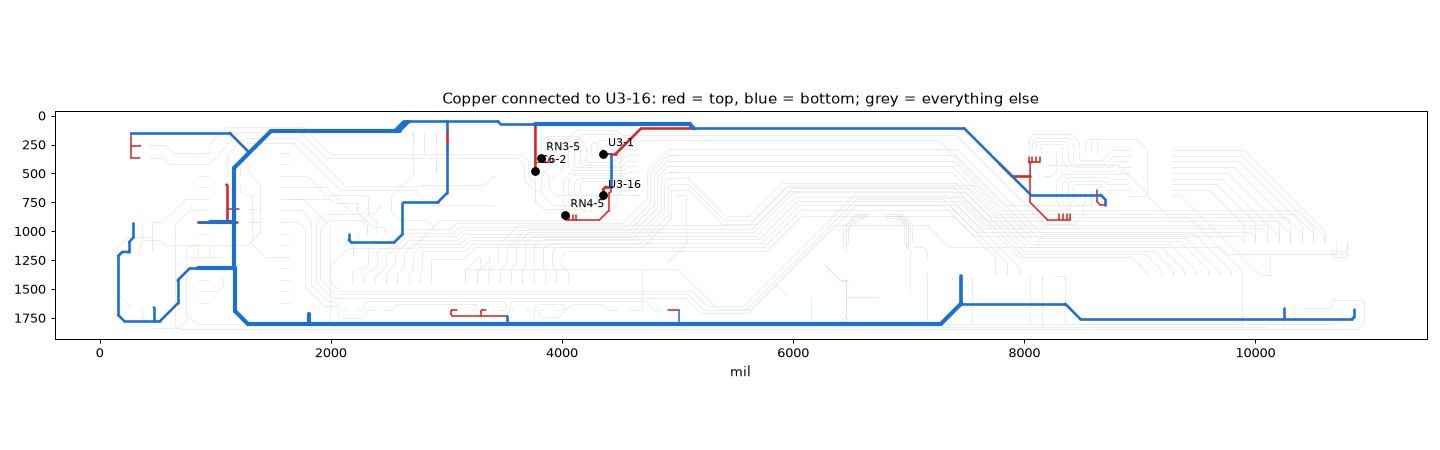 Copper connected to U3-16: red = top, blue = bottom; grey = everything else
0
250
500
750
1000
1250
1500
1750
RN3-5
C6-2
U3-1
U3-16
RN4-5
0
2000
4000
6000
8000
10000
mil